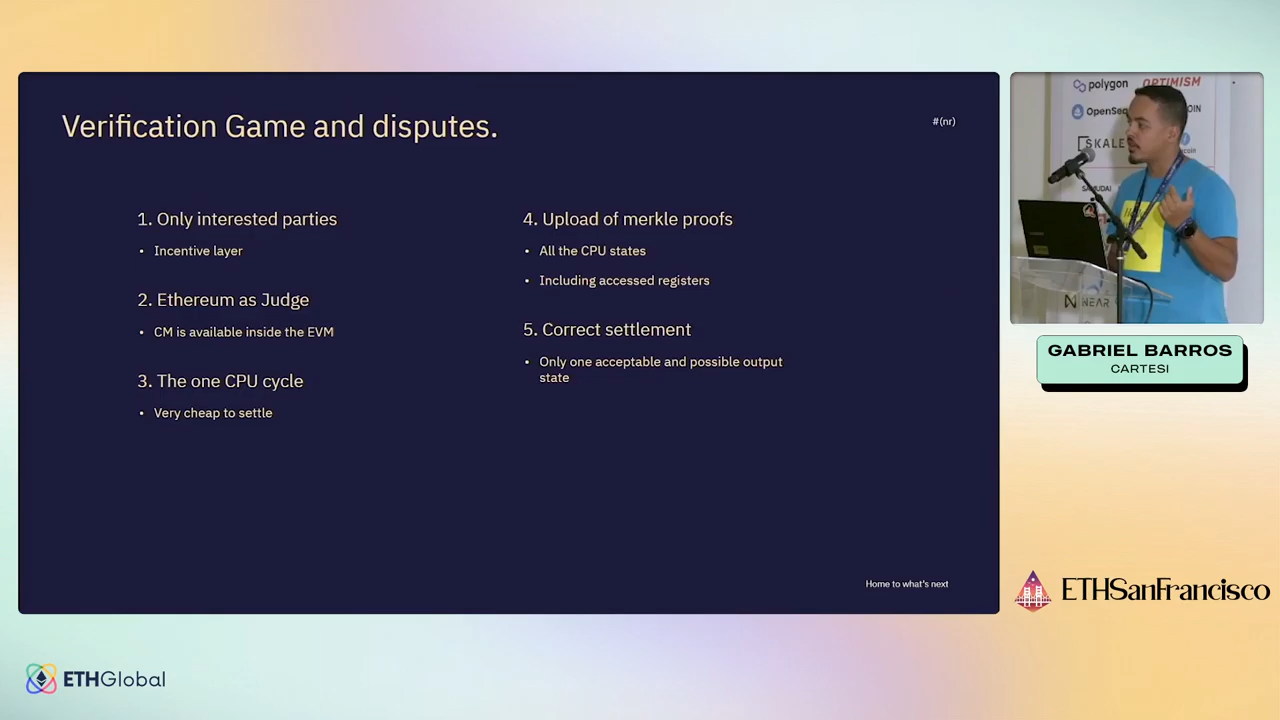 Verification Game and disputes.
#(nr)
1. Only interested parties
• Incentive layer
2. Ethereum as Judge
• CM is available inside the EVM
3. The one CPU cycle
• Very cheap to settle
4. Upload of merkle proofs
• All the CPU states
• Including accessed registers
5. Correct settlement
• Only one acceptable and possible output
state
Home to what's next
polygon
OPTIMISM
OpenSea
SKALE
SAMUDAI
NEAR
GABRIEL BARROS
CARTESI
ETHSanFrancisco
ETHGlobal